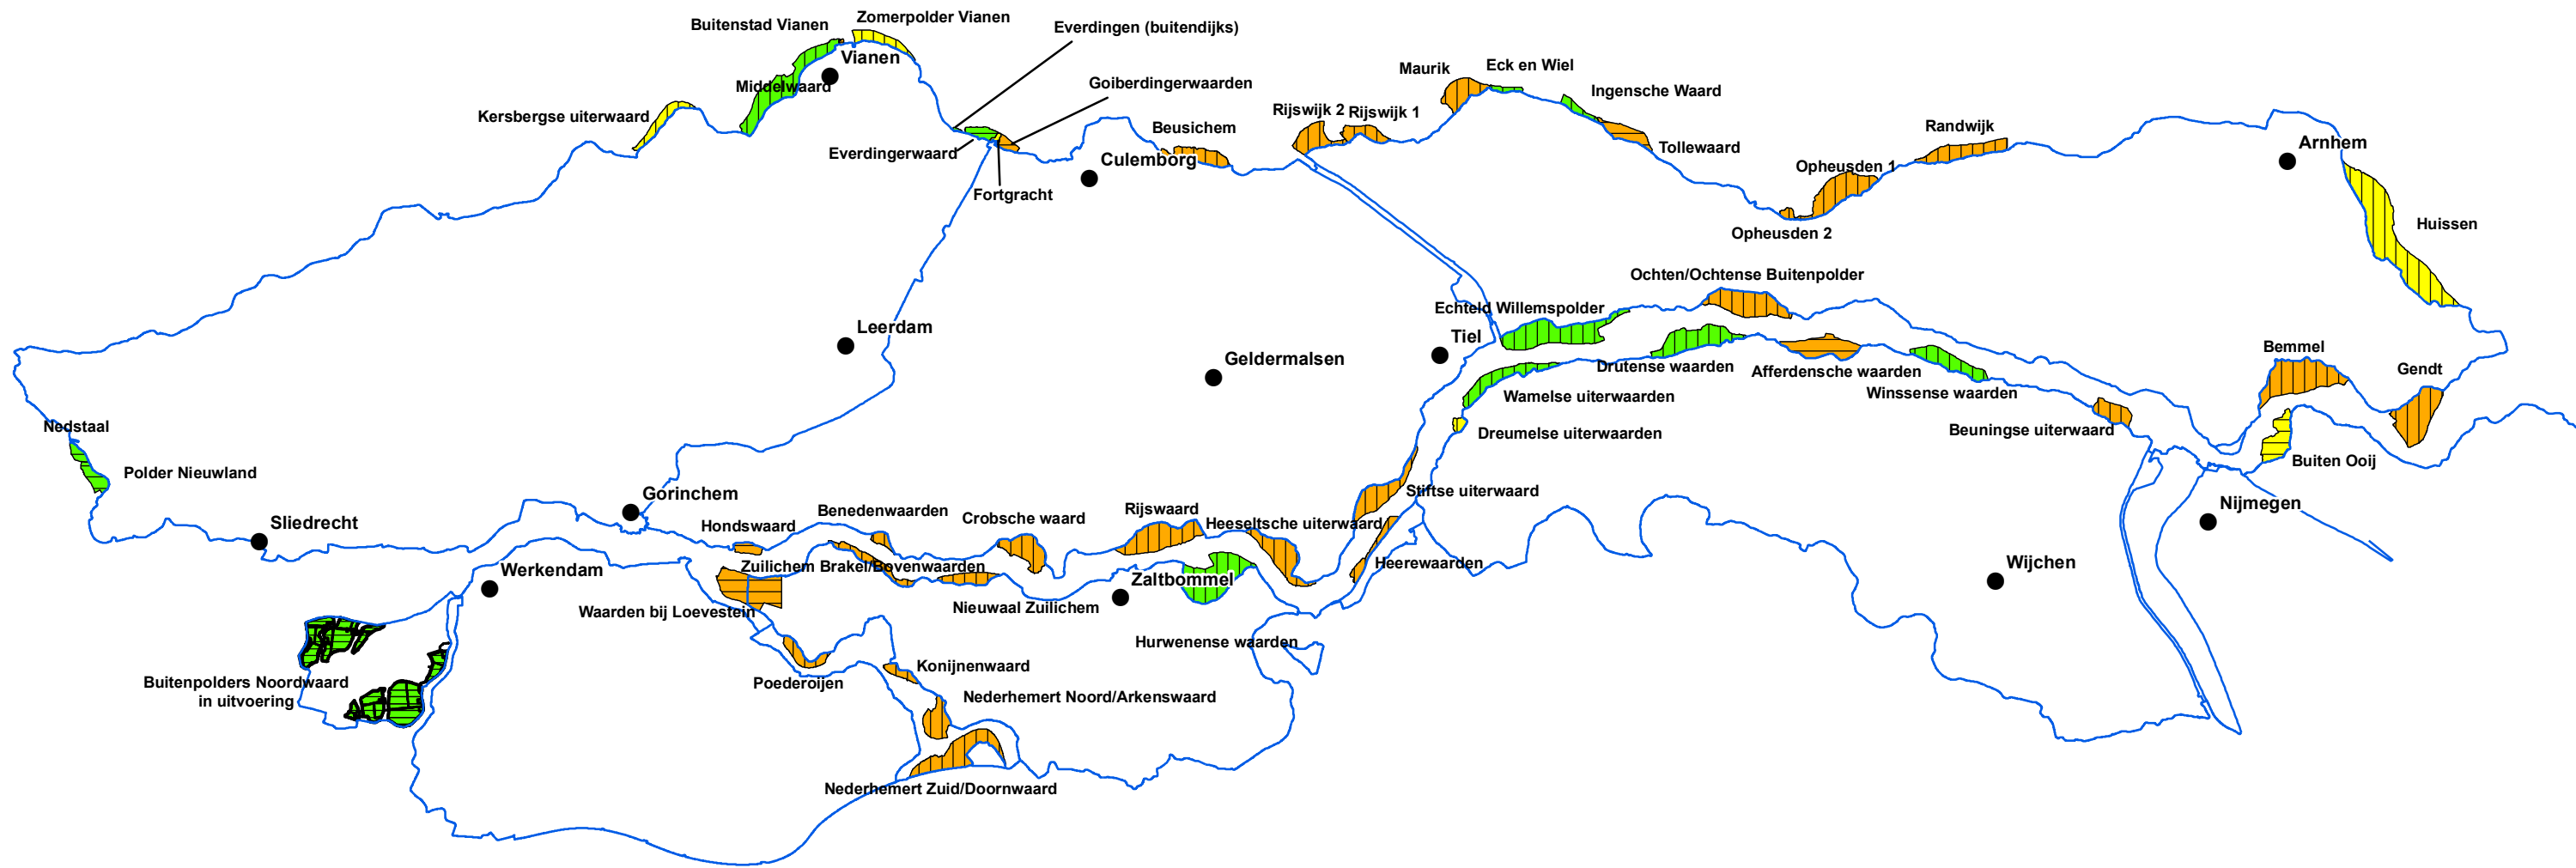 Buitenstad Vianen
Zomerpolder Vianen
Everdingen (buitendijks)
Vianen
Goiberdingerwaarden
Middelwaard
Kersbergse uiterwaard
Everdingerwaard
Fortgracht
Beusichem
Culemborg
Rijswijk 2
Rijswijk 1
Maurik
Eck en Wiel
Ingensche Waard
Tollewaard
Randwijk
Opheusden 1
Opheusden 2
Arnhem
Huissen
Ochten/Ochtense Buitenpolder
Echteld Willemspolder
Leerdam
Tiel
Geldermalsen
Drutense waarden
Afferdensche waarden
Winssense waarden
Bemmel
Gendt
Wamelse uiterwaarden
Dreumelse uiterwaarden
Beuningse uiterwaard
Buiten Ooij
Nedstaal
Polder Nieuwland
Gorinchem
Sliedrecht
Hondswaard
Benedenwaarden
Crobsche waard
Rijswaard
Heeseltsche uiterwaard
Stiftse uiterwaard
Nijmegen
Werkendam
Zuilichem Brakel/Bovenwaarden
Zaltbommel
Heerewaarden
Wijchen
Waarden bij Loevestein
Nieuwaal Zuilichem
Hurwenense waarden
Buitenpolders Noordwaard
in uitvoering
Poederoijen
Konijnenwaard
Nederhemert Noord/Arkenswaard
Nederhemert Zuid/Doornwaard